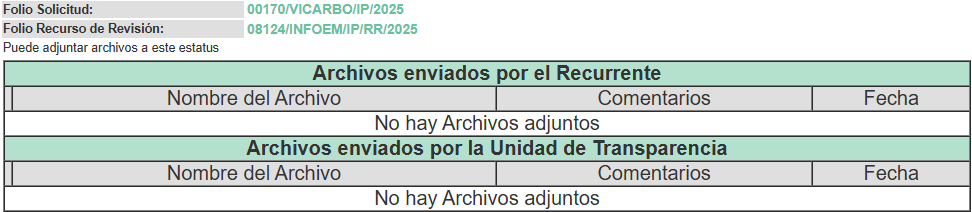 Folio Solicitud: 00170/VICARBO/IP/2025
Folio Recurso de Revisión: 08124/INFOEM/IP/RR/2025
Puede adjuntar archivos a este estatus
Archivos enviados por el Recurrente
Nombre del Archivo Comentarios Fecha
No hay Archivos adjuntos
Archivos enviados por la Unidad de Transparencia
Nombre del Archivo Comentarios Fecha
No hay Archivos adjuntos